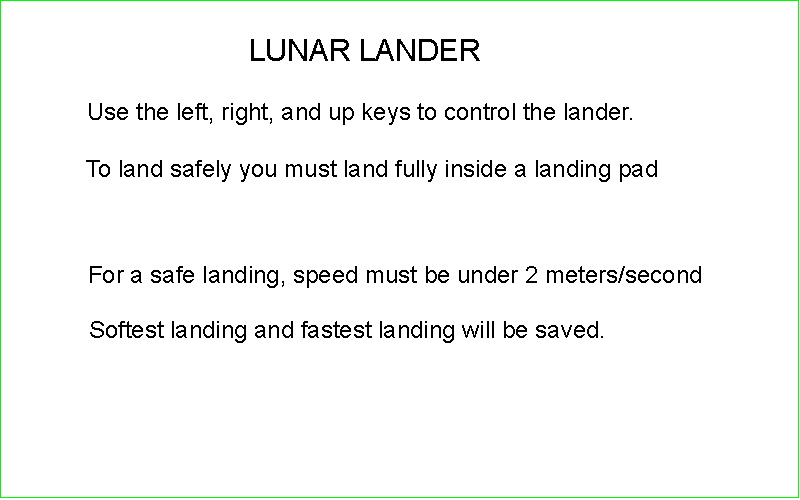 LUNAR LANDER
Use the left, right, and up keys to control the lander.
To land safely you must land fully inside a landing pad
For a safe landing, speed must be under 2 meters/second
Softest landing and fastest landing will be saved.